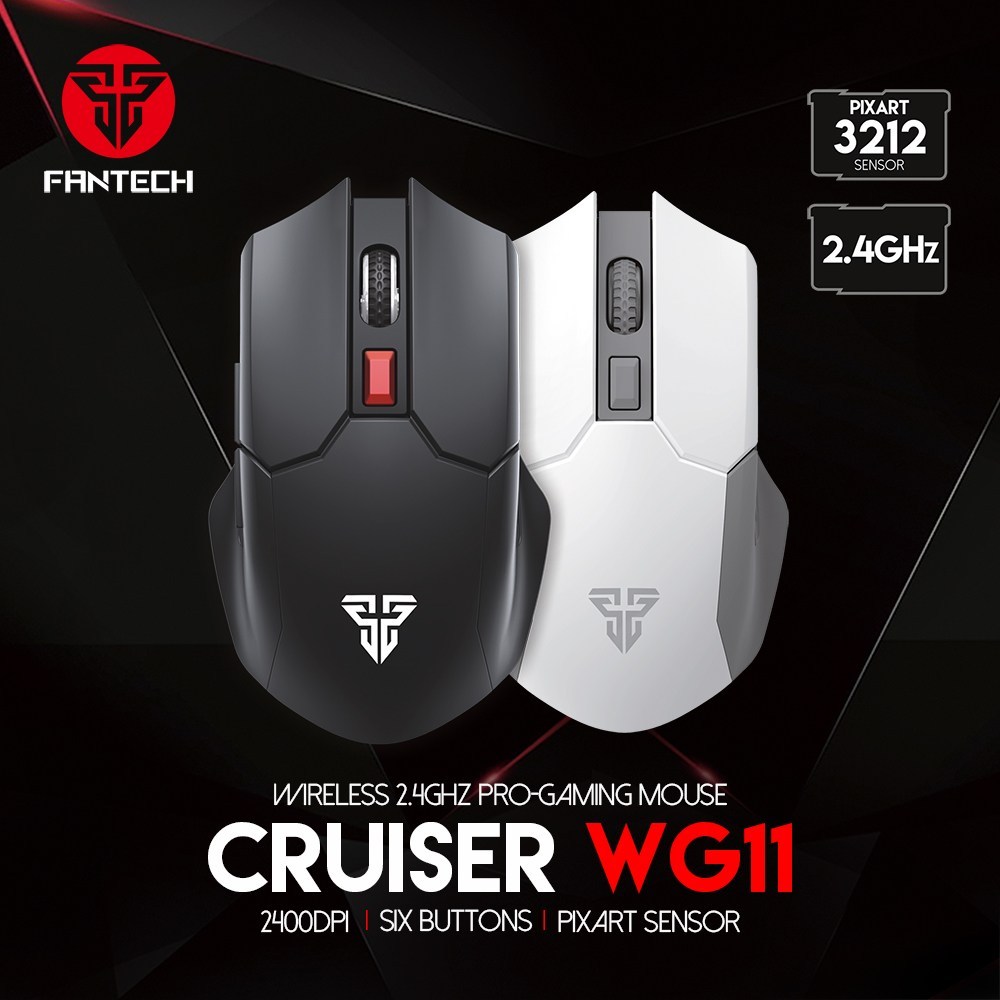 FANTECH
PIXART
3212
SENSOR
2.4GHz
WIRELESS 2.4GHZ PRO-GAMING MOUSE
CRUISER WG11
2400DPI | SIX BUTTONS | PIXART SENSOR